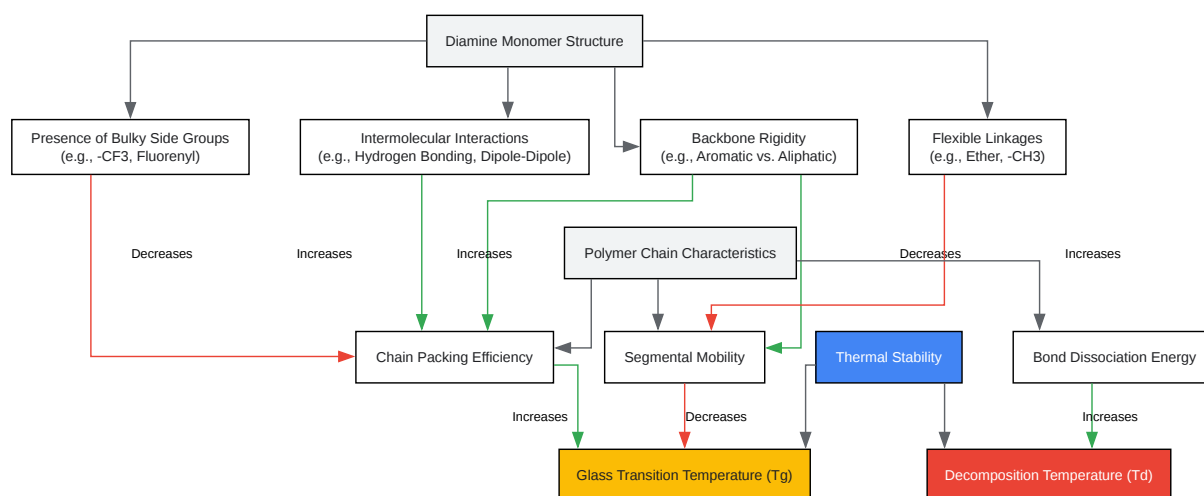 Diamine Monomer Structure
Presence of Bulky Side Groups
(e.g., -CF3, Fluorenyl)
Intermolecular Interactions
(e.g., Hydrogen Bonding, Dipole-Dipole)
Backbone Rigidity
(e.g., Aromatic vs. Aliphatic)
Flexible Linkages
(e.g., Ether, -CH3)
Decreases
Increases
Increases
Polymer Chain Characteristics
Decreases
Increases
Chain Packing Efficiency
Segmental Mobility
Thermal Stability
Bond Dissociation Energy
Increases
Decreases
Increases
Glass Transition Temperature (Tg)
Decomposition Temperature (Td)